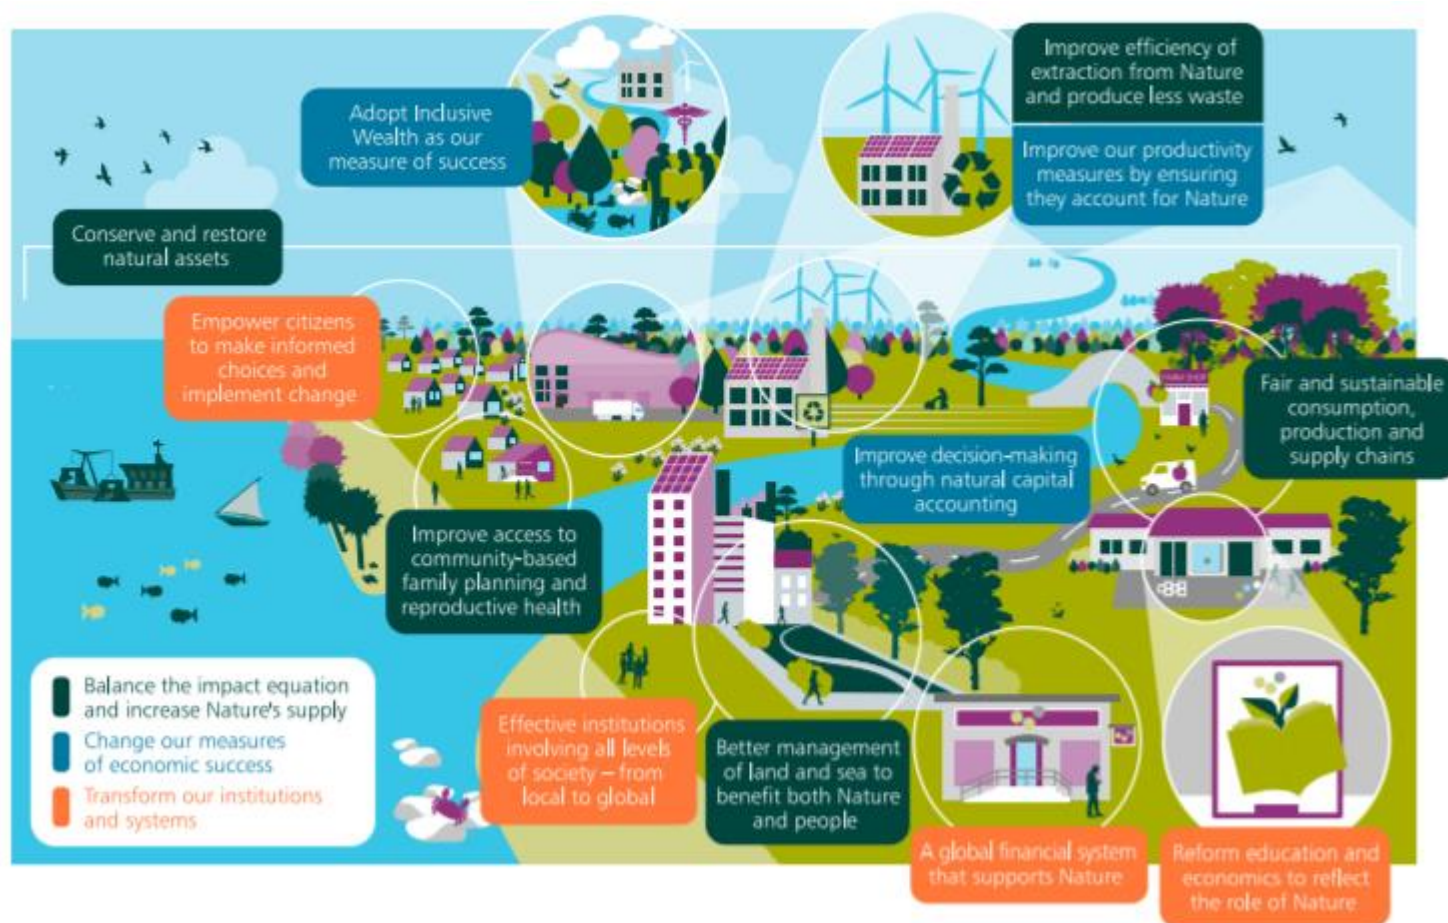 Adopt Inclusive
Wealth as our
measure of success
Improve efficiency of
extraction from Nature
and produce less waste
Improve our productivity
measures by ensuring
they account for Nature
Conserve and restore
natural assets
Empower citizens
to make informed
choices and
implement change
FARM SHOP
Fair and sustainable
consumption,
production and
supply chains
Improve decision-making
through natural capital
accounting
Improve access to
community-based
family planning and
reproductive health
Balance the impact equation
and increase Nature's supply
Change our measures
of economic success
Transform our institutions
and systems
Effective institutions
involving all levels
of society – from
local to global
Better management
of land and sea to
benefit both Nature
and people
A global financial system
that supports Nature
Reform education and
economics to reflect
the role of Nature